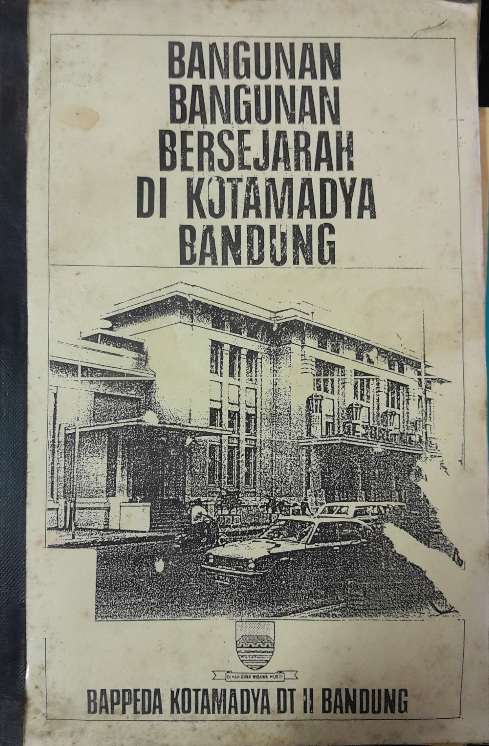 BANGUNAN
BANGUNAN
BERSEJARAH
DI KOTAMADYA
BANDUNG
BAPPEDA KOTAMADYA DT II BANDUNG